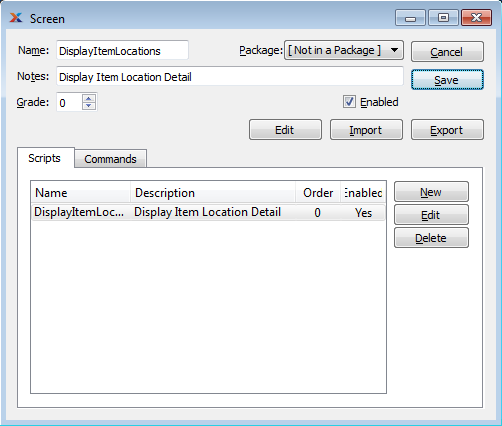 Screen
Name: DisplayItemLocations Package: [ Not in a Package ] Cancel
Notes: Display Item Location Detail Save
Grade: 0 Enabled
Edit Import Export
Scripts Commands
Name Description Order Enabled New
DisplayItemLoc... Display Item Location Detail 0 Yes Edit
Delete